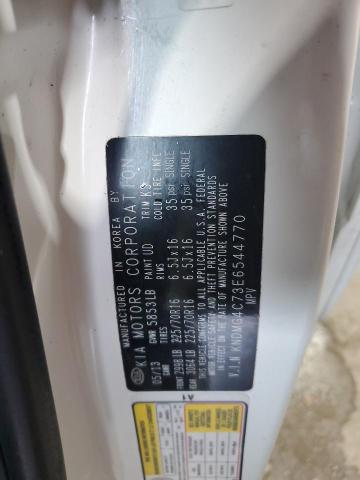 MANUFACTURED IN KOREA BY
KIA MOTORS CORPORATION
05/13 GVWR 5853LB PAINT UD TRIM KS
RIMS COLD TIRE INFL
FRONT 2998LB 225/70R16 6.5JX16 35 psi SINGLE
REAR 3064LB 225/70R16 6.5JX16 35 psi SINGLE
THIS VEHICLE CONFORMS TO ALL APPLICABLE U.S.A. FEDERAL
MOTOR VEHICLE SAFETY, BUMPER, AND THEFT PREVENTION STANDARDS
IN EFFECT ON THE DATE OF MANUFACTURE SHOWN ABOVE.
V.I.N KNDMG4C73E6544770
MPV
A1